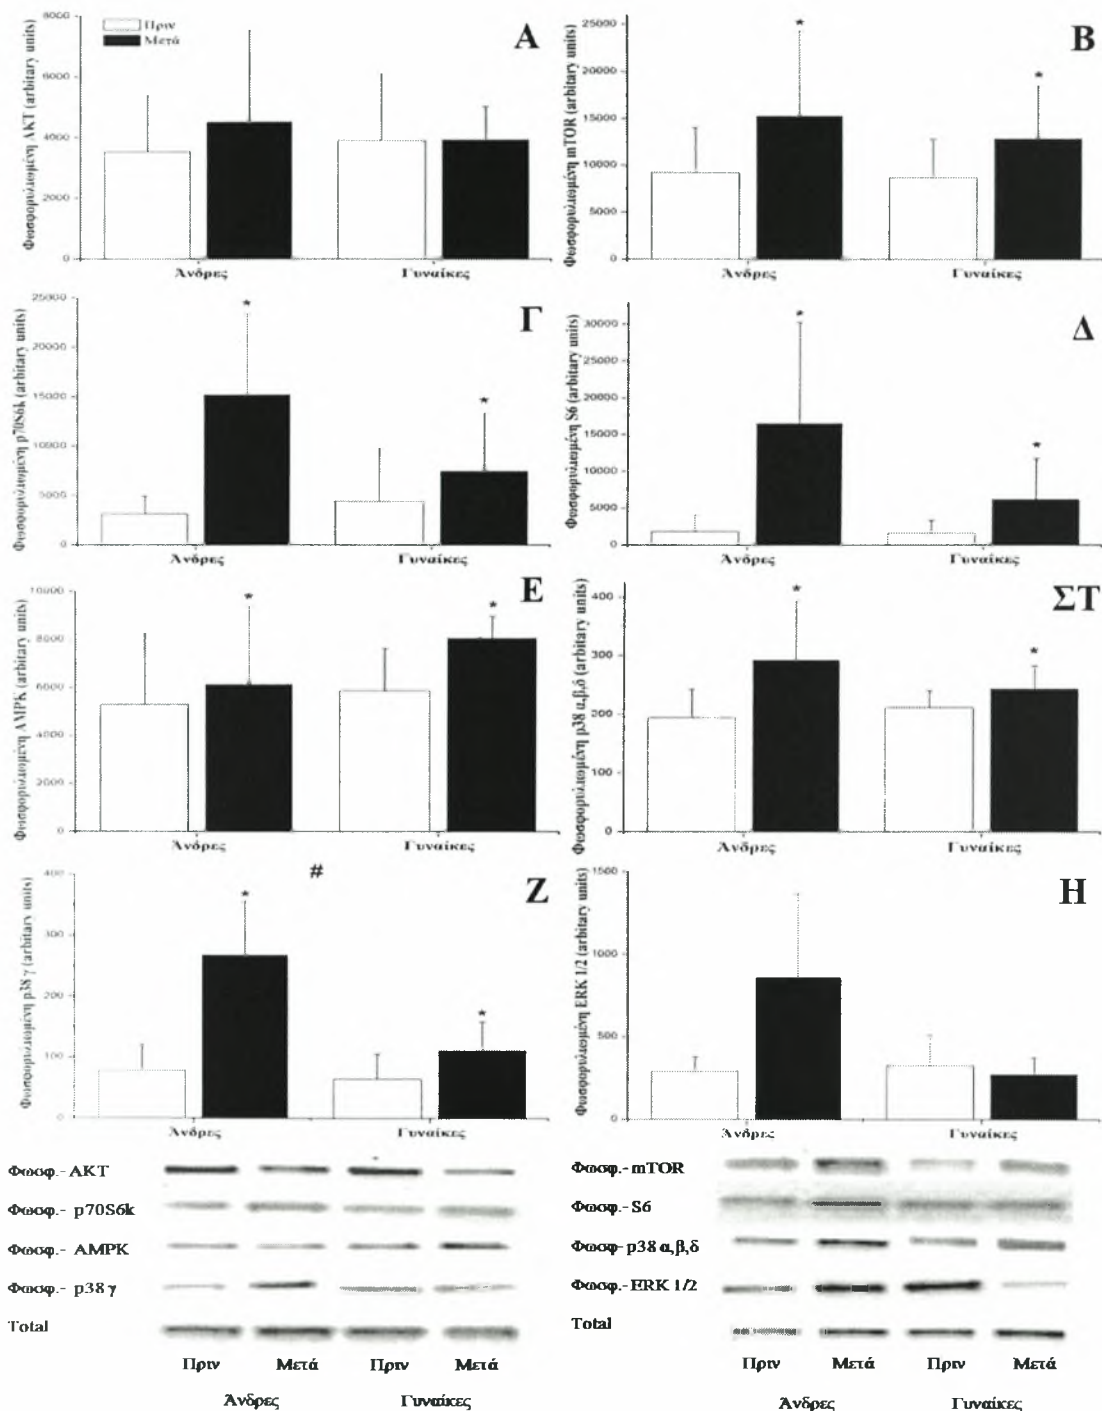 Πριν
Μετά
A
Φωσφορυλιωμένη AKT (arbitary units)
8000
6000
4000
2000
0
Άνδρες Γυναίκες
B
Φωσφορυλιωμένη mTOR (arbitary units)
25000
20000
15000
10000
5000
0
* *
Άνδρες Γυναίκες
Γ
Φωσφορυλιωμένη p70S6k (arbitary units)
25000
20000
15000
10000
5000
0
* *
Άνδρες Γυναίκες
Δ
Φωσφορυλιωμένη S6 (arbitary units)
30000
25000
20000
15000
10000
5000
0
* *
Άνδρες Γυναίκες
E
Φωσφορυλιωμένη AMPK (arbitary units)
10000
8000
6000
4000
2000
0
* *
Άνδρες Γυναίκες
ΣΤ
Φωσφορυλιωμένη p38 α,β,δ (arbitary units)
400
300
200
100
0
* *
Άνδρες Γυναίκες
Z
Φωσφορυλιωμένη p38 γ (arbitary units)
400
300
200
100
0
#
* *
Άνδρες Γυναίκες
H
Φωσφορυλιωμένη ERK 1/2 (arbitary units)
1500
1000
500
0
Άνδρες Γυναίκες
Φωσφ.- AKT
Φωσφ.- p70S6k
Φωσφ.- AMPK
Φωσφ.- p38 γ
Total
Πριν Μετά Πριν Μετά
Άνδρες Γυναίκες
Φωσφ.- mTOR
Φωσφ.- S6
Φωσφ- p38 α,β,δ
Φωσφ.- ERK 1/2
Total
Πριν Μετά Πριν Μετά
Άνδρες Γυναίκες